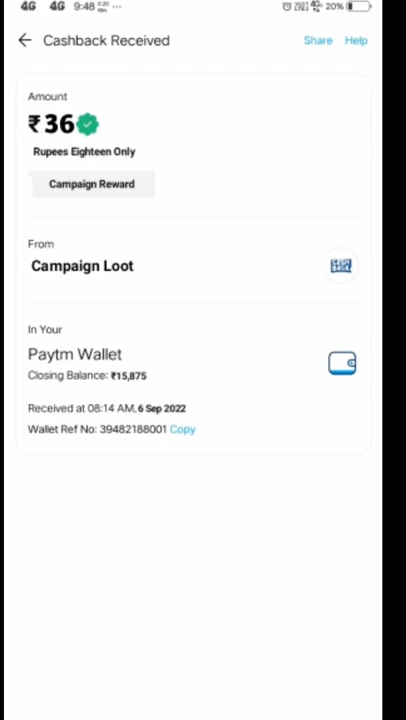 4G 4G 9:48 ...
20%
Cashback Received Share Help
Amount
₹36
Rupees Eighteen Only
Campaign Reward
From
Campaign Loot
In Your
Paytm Wallet
Closing Balance: ₹15,875
Received at 08:14 AM, 6 Sep 2022
Wallet Ref No: 39482188001 Copy